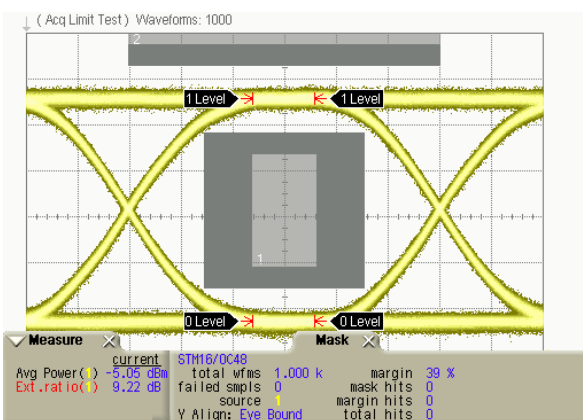 ( Acq Limit Test ) Waveforms: 1000
2
1 Level 1 Level
1
0 Level 0 Level
Measure Mask
current
Avg Power(1) -5.05 dBm
Ext.ratio(1) 9.22 dB
STM16/OC48
total wfms 1.000 k margin 39 %
failed smpls 0 mask hits 0
source 1 margin hits 0
Y Align: Eye Bound total hits 0